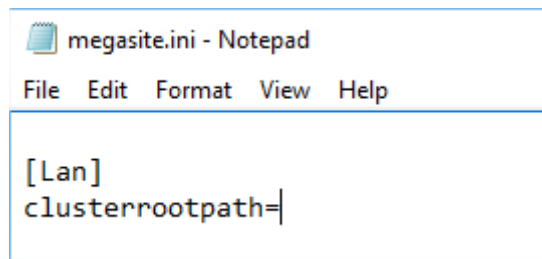 megasite.ini - Notepad
File Edit Format View Help
[Lan]
clusterrootpath=